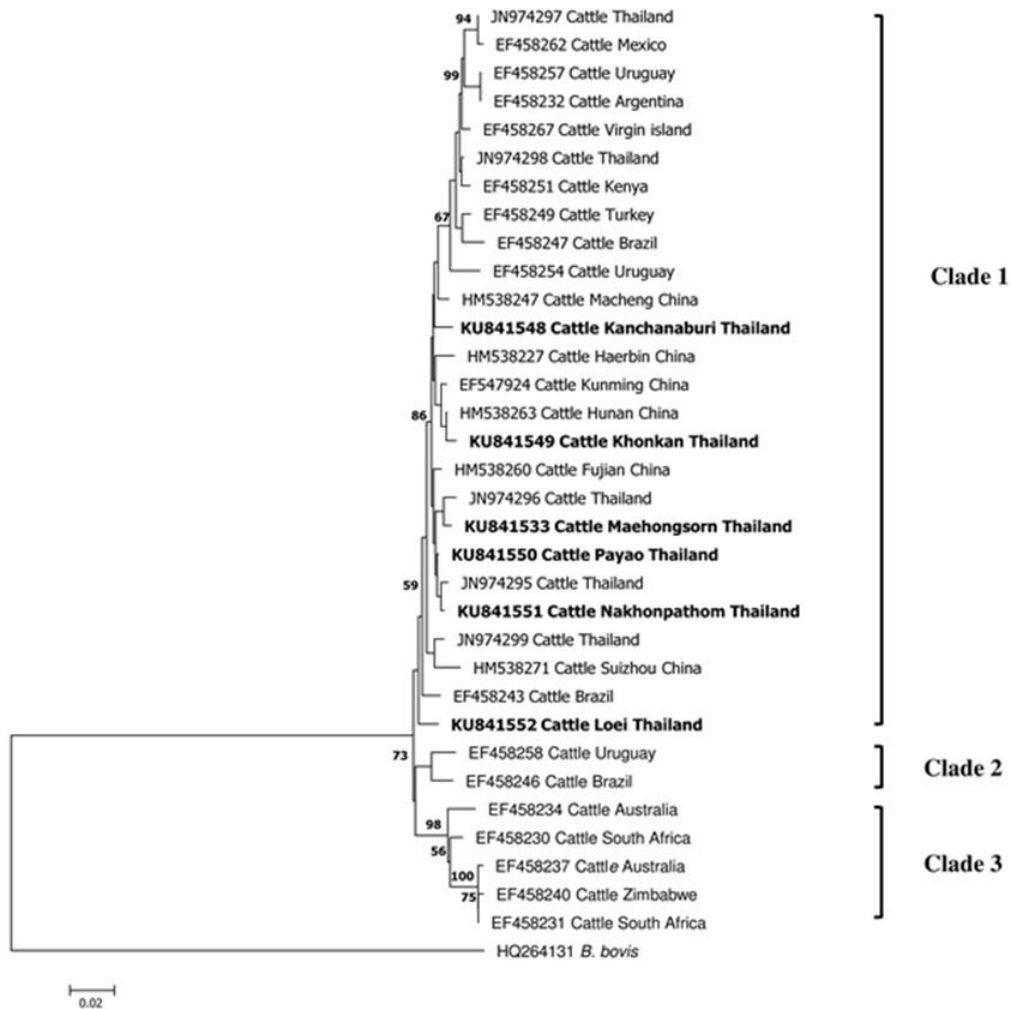 94
JN974297 Cattle Thailand
EF458262 Cattle Mexico
99
EF458257 Cattle Uruguay
EF458232 Cattle Argentina
EF458267 Cattle Virgin island
JN974298 Cattle Thailand
EF458251 Cattle Kenya
67
EF458249 Cattle Turkey
EF458247 Cattle Brazil
EF458254 Cattle Uruguay
Clade 1
HM538247 Cattle Macheng China
KU841548 Cattle Kanchanaburi Thailand
HM538227 Cattle Haerbin China
EF547924 Cattle Kunming China
86
HM538263 Cattle Hunan China
KU841549 Cattle Khonkan Thailand
HM538260 Cattle Fujian China
JN974296 Cattle Thailand
KU841533 Cattle Maehongsorn Thailand
KU841550 Cattle Payao Thailand
59
JN974295 Cattle Thailand
KU841551 Cattle Nakhonpathom Thailand
JN974299 Cattle Thailand
HM538271 Cattle Suizhou China
EF458243 Cattle Brazil
KU841552 Cattle Loei Thailand
73
EF458258 Cattle Uruguay
Clade 2
EF458246 Cattle Brazil
EF458234 Cattle Australia
98
EF458230 Cattle South Africa
56
EF458237 Cattle Australia
Clade 3
100
75
EF458240 Cattle Zimbabwe
EF458231 Cattle South Africa
HQ264131 B. bovis
0.02